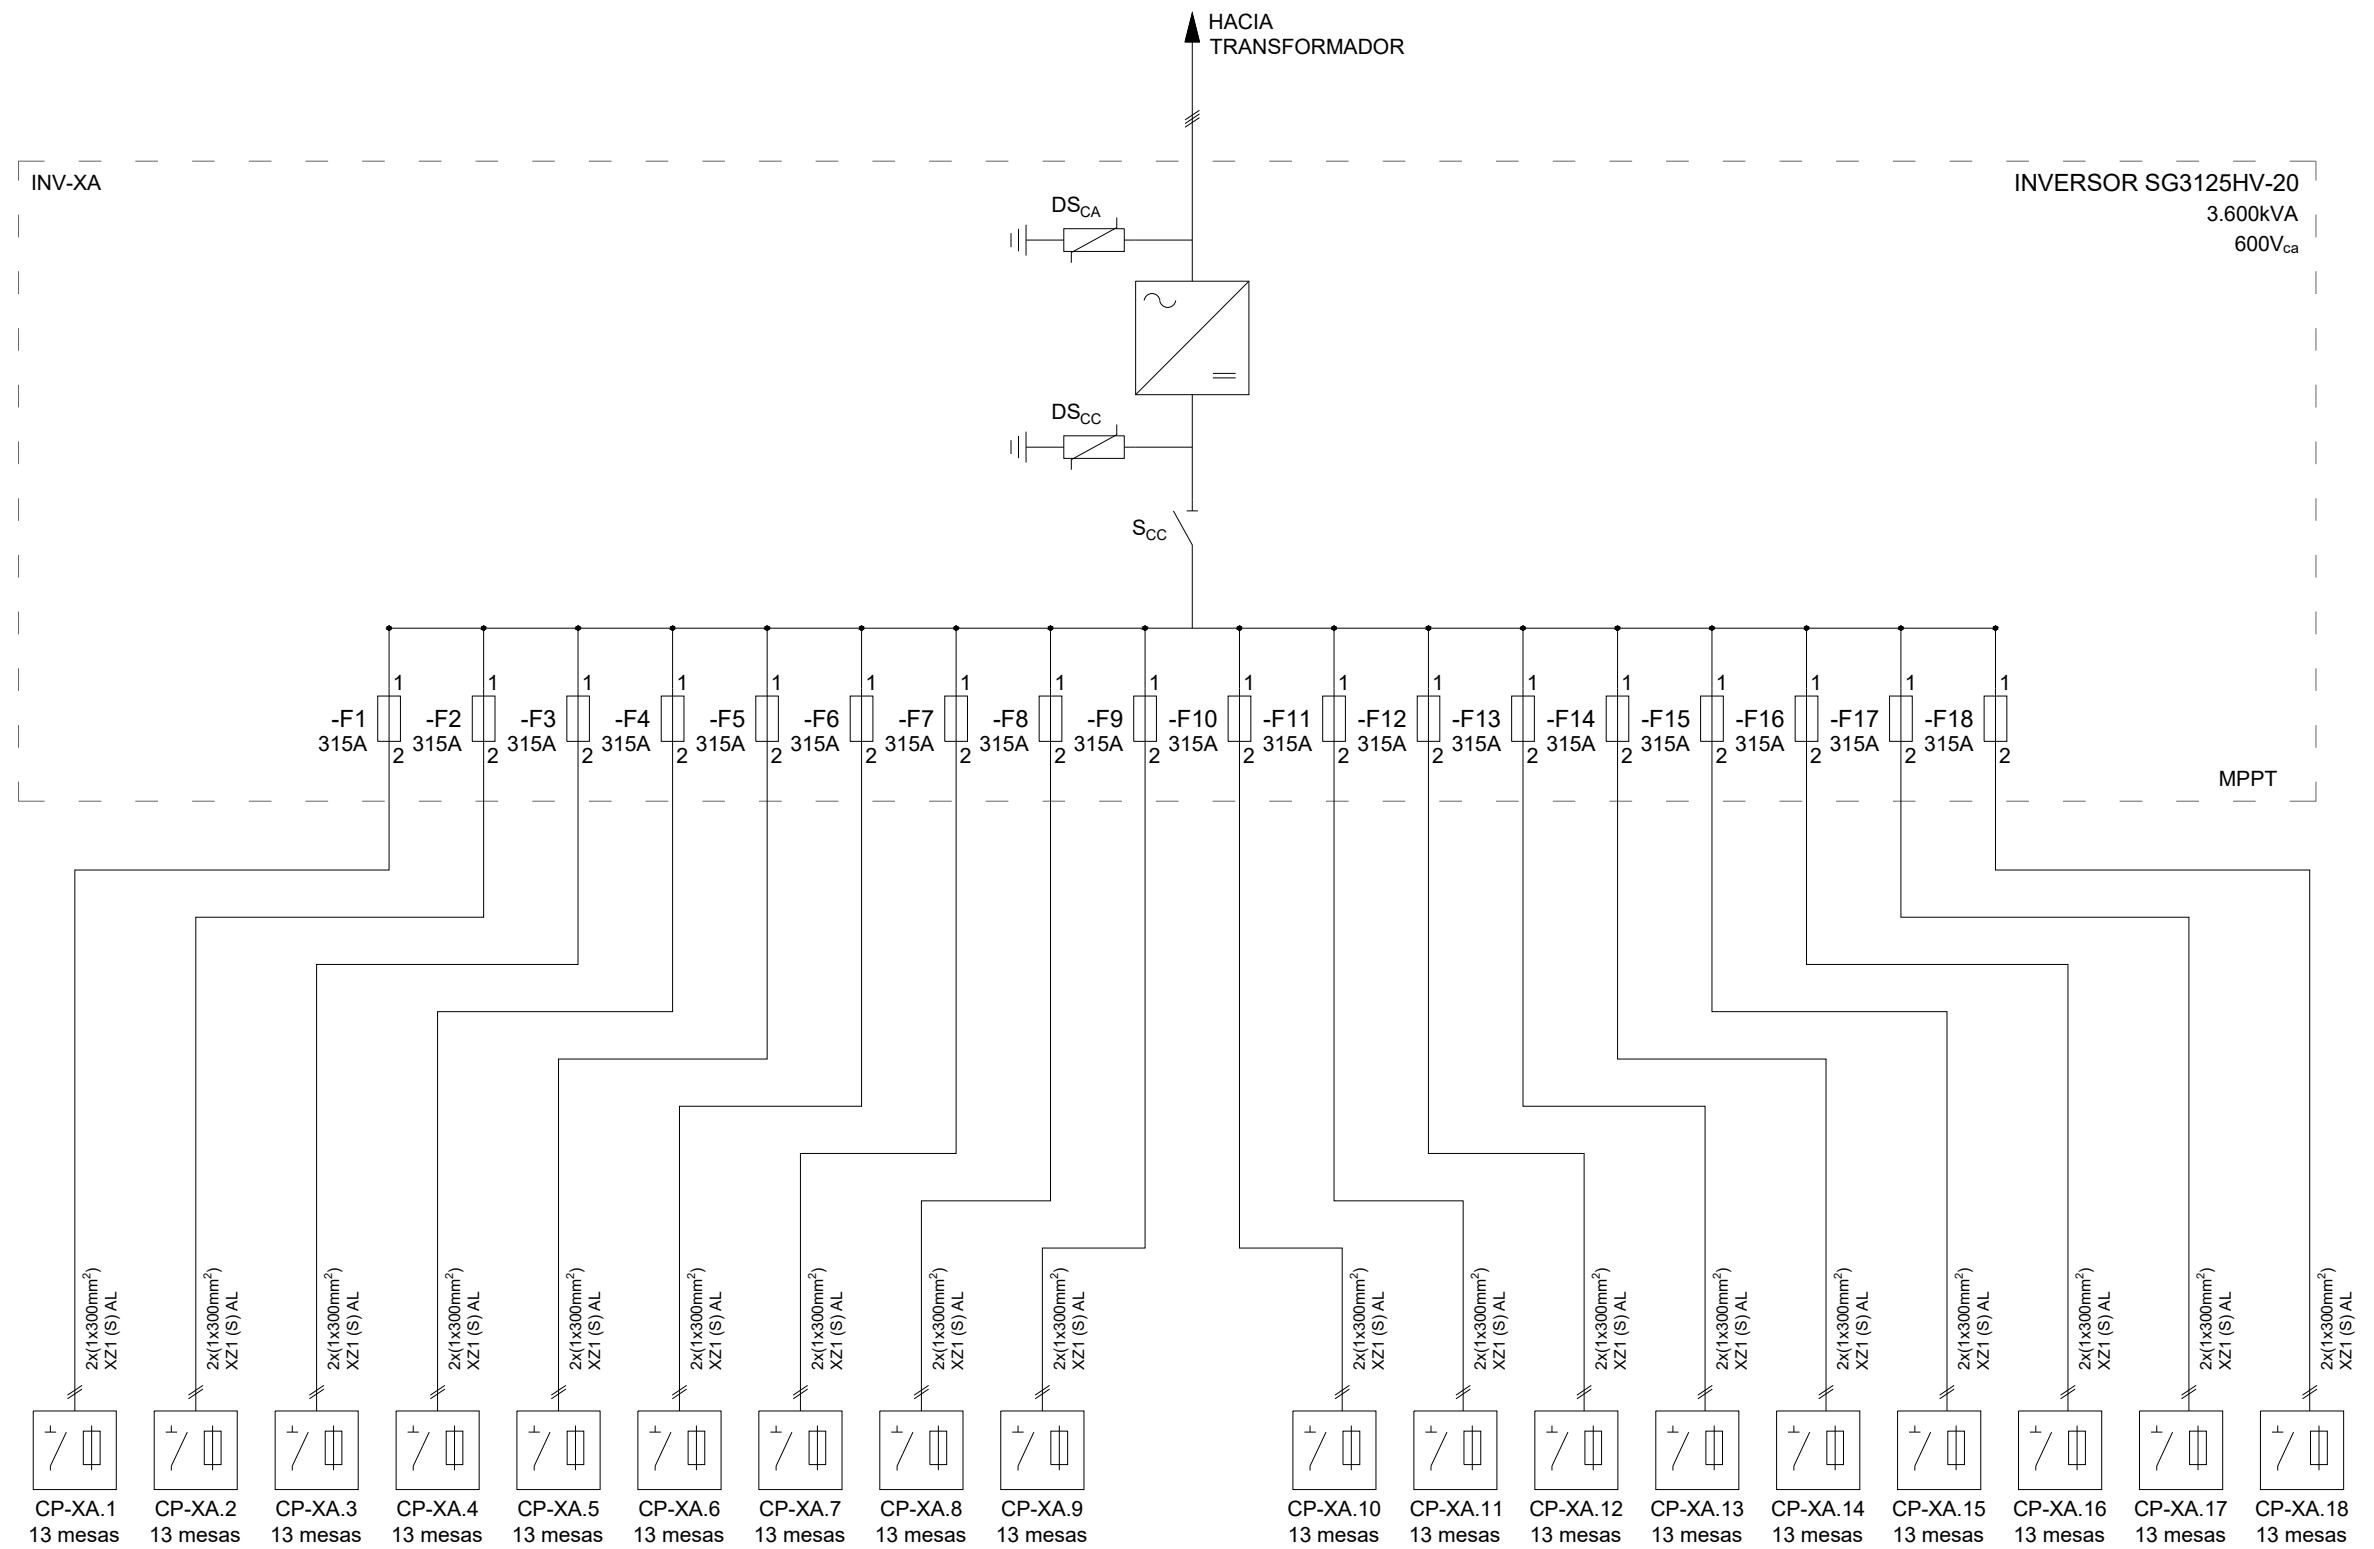 HACIA
TRANSFORMADOR
INV-XA
INVERSOR SG3125HV-20
3.600kVA
600Vca
DSCA
DSCC
SCC
1 1 1 1 1 1 1 1 1 1 1 1 1 1 1 1 1 1
-F1 -F2 -F3 -F4 -F5 -F6 -F7 -F8 -F9 -F10 -F11 -F12 -F13 -F14 -F15 -F16 -F17 -F18
315A 315A 315A 315A 315A 315A 315A 315A 315A 315A 315A 315A 315A 315A 315A 315A 315A 315A
2 2 2 2 2 2 2 2 2 2 2 2 2 2 2 2 2 2
MPPT
2x(1x300mm²)
XZ1 (S) AL
2x(1x300mm²)
XZ1 (S) AL
2x(1x300mm²)
XZ1 (S) AL
2x(1x300mm²)
XZ1 (S) AL
2x(1x300mm²)
XZ1 (S) AL
2x(1x300mm²)
XZ1 (S) AL
2x(1x300mm²)
XZ1 (S) AL
2x(1x300mm²)
XZ1 (S) AL
2x(1x300mm²)
XZ1 (S) AL
2x(1x300mm²)
XZ1 (S) AL
2x(1x300mm²)
XZ1 (S) AL
2x(1x300mm²)
XZ1 (S) AL
2x(1x300mm²)
XZ1 (S) AL
2x(1x300mm²)
XZ1 (S) AL
2x(1x300mm²)
XZ1 (S) AL
2x(1x300mm²)
XZ1 (S) AL
2x(1x300mm²)
XZ1 (S) AL
2x(1x300mm²)
XZ1 (S) AL
CP-XA.1 CP-XA.2 CP-XA.3 CP-XA.4 CP-XA.5 CP-XA.6 CP-XA.7 CP-XA.8 CP-XA.9 CP-XA.10 CP-XA.11 CP-XA.12 CP-XA.13 CP-XA.14 CP-XA.15 CP-XA.16 CP-XA.17 CP-XA.18
13 mesas 13 mesas 13 mesas 13 mesas 13 mesas 13 mesas 13 mesas 13 mesas 13 mesas 13 mesas 13 mesas 13 mesas 13 mesas 13 mesas 13 mesas 13 mesas 13 mesas 13 mesas